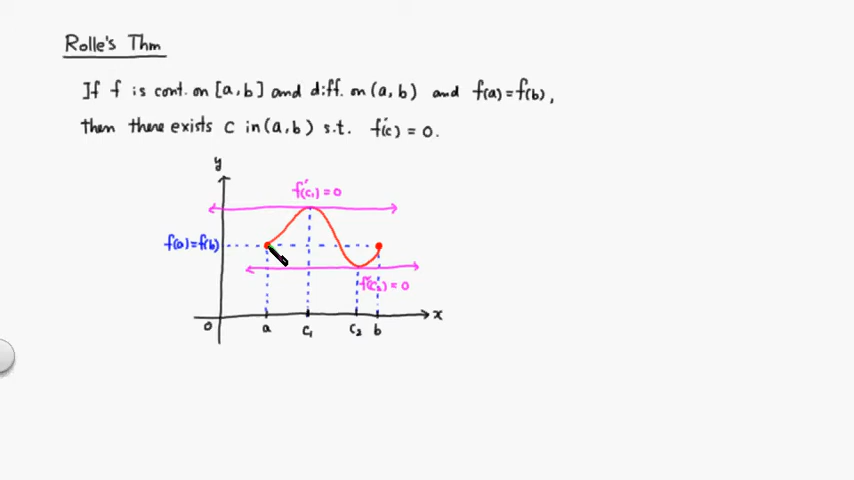 Rolle's Thm
If f is cont. on [a,b] and diff. on (a,b) and f(a)=f(b),
then there exists c in (a,b) s.t. f'(c) = 0.
y
f'(c₁)=0
f(a)=f(b)
f'(c₂)=0
x
0 a c₁ c₂ b